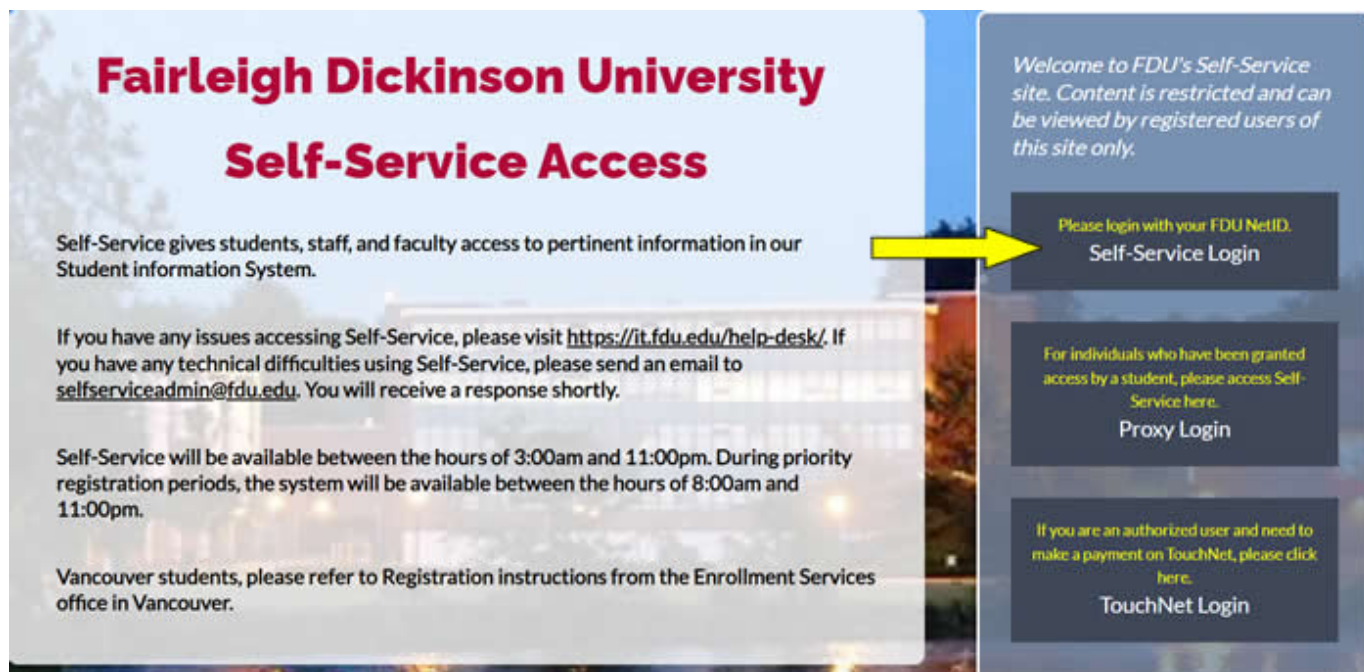 Fairleigh Dickinson University
Self-Service Access
Self-Service gives students, staff, and faculty access to pertinent information in our
Student information System.
If you have any issues accessing Self-Service, please visit https://it.fdu.edu/help-desk/. If
you have any technical difficulties using Self-Service, please send an email to
selfserviceadmin@fdu.edu. You will receive a response shortly.
Self-Service will be available between the hours of 3:00am and 11:00pm. During priority
registration periods, the system will be available between the hours of 8:00am and
11:00pm.
Vancouver students, please refer to Registration instructions from the Enrollment Services
office in Vancouver.
Welcome to FDU's Self-Service
site. Content is restricted and can
be viewed by registered users of
this site only.
Please login with your FDU NetID.
Self-Service Login
For individuals who have been granted
access by a student, please access Self-
Service here.
Proxy Login
If you are an authorized user and need to
make a payment on TouchNet, please click
here.
TouchNet Login